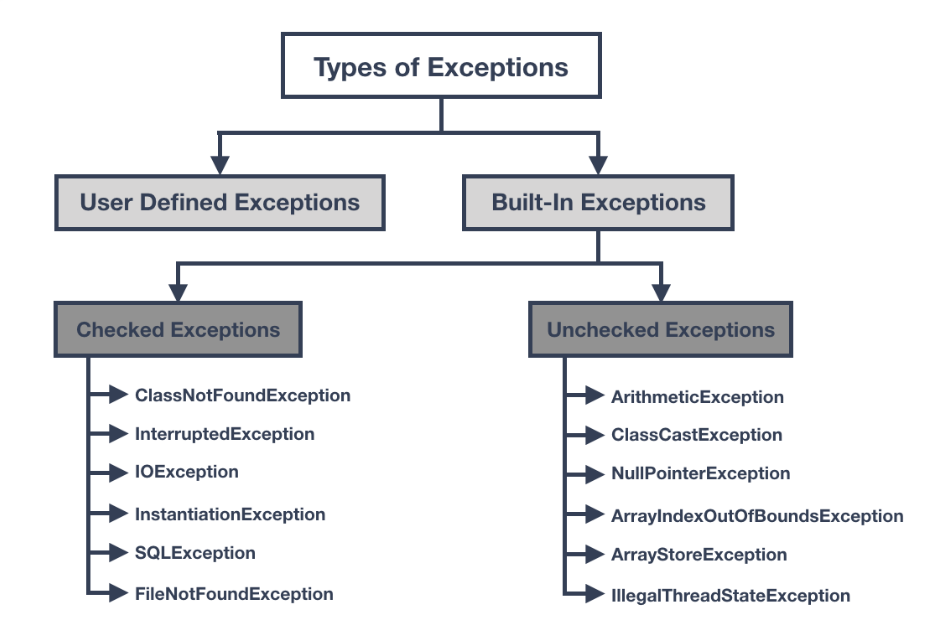 Types of Exceptions
User Defined Exceptions
Built-In Exceptions
Checked Exceptions
ClassNotFoundException
InterruptedException
IOException
InstantiationException
SQLException
FileNotFoundException
Unchecked Exceptions
ArithmeticException
ClassCastException
NullPointerException
ArrayIndexOutOfBoundsException
ArrayStoreException
IllegalThreadStateException